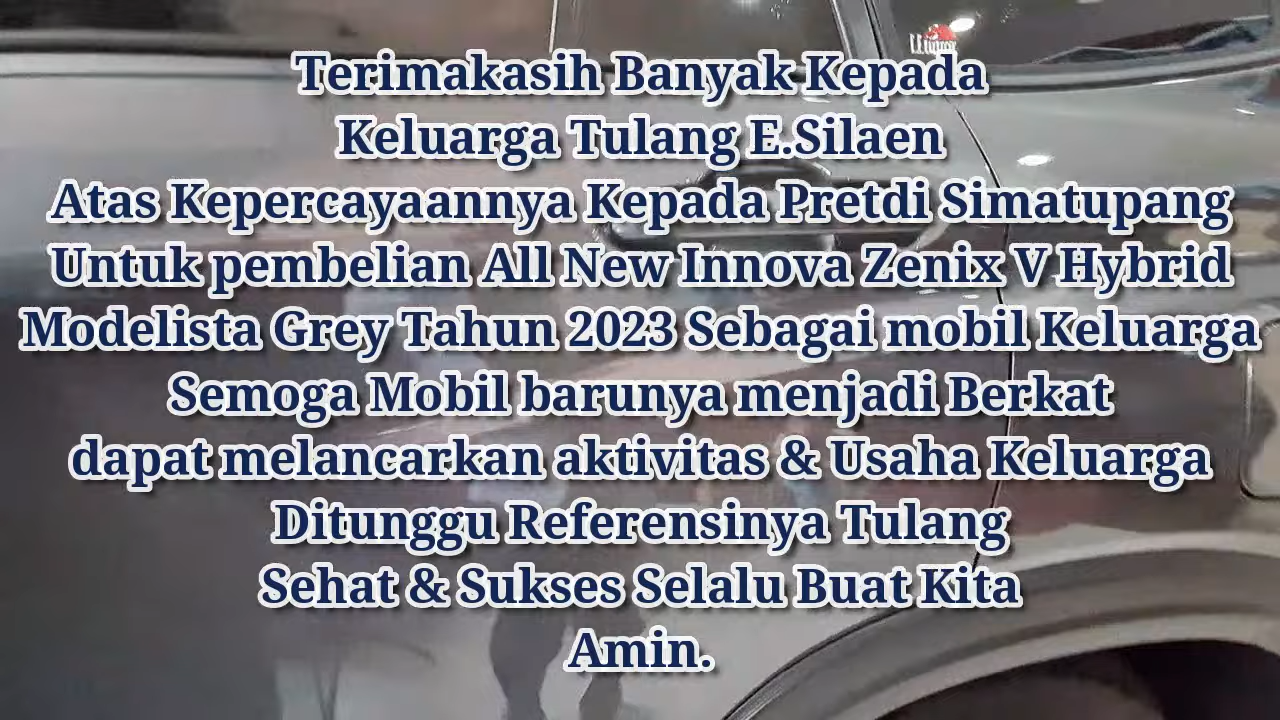 Terimakasih Banyak Kepada
Keluarga Tulang E.Silaen
Atas Kepercayaannya Kepada Pretdi Simatupang
Untuk pembelian All New Innova Zenix V Hybrid
Modelista Grey Tahun 2023 Sebagai mobil Keluarga
Semoga Mobil barunya menjadi Berkat
dapat melancarkan aktivitas & Usaha Keluarga
Ditunggu Referensinya Tulang
Sehat & Sukses Selalu Buat Kita
Amin.